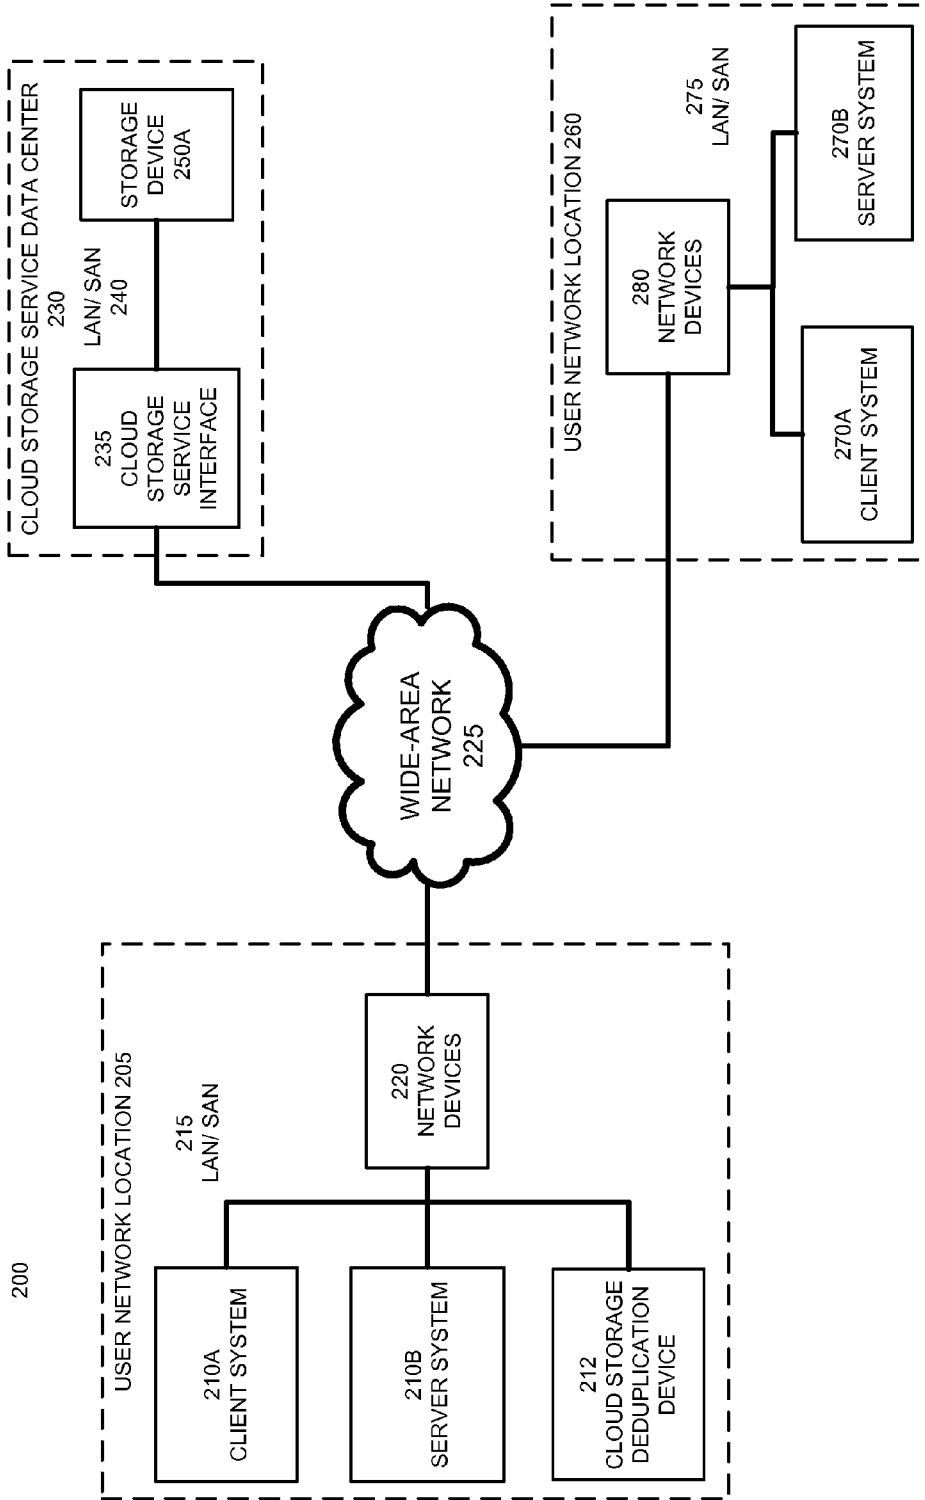 200
USER NETWORK LOCATION 205
210A
CLIENT SYSTEM
215
LAN/ SAN
210B
SERVER SYSTEM
220
NETWORK
DEVICES
212
CLOUD STORAGE
DEDUPLICATION
DEVICE
WIDE-AREA
NETWORK
225
CLOUD STORAGE SERVICE DATA CENTER
230
235
CLOUD
STORAGE
SERVICE
INTERFACE
LAN/ SAN
240
STORAGE
DEVICE
250A
USER NETWORK LOCATION 260
280
NETWORK
DEVICES
275
LAN/ SAN
270A
CLIENT SYSTEM
270B
SERVER SYSTEM